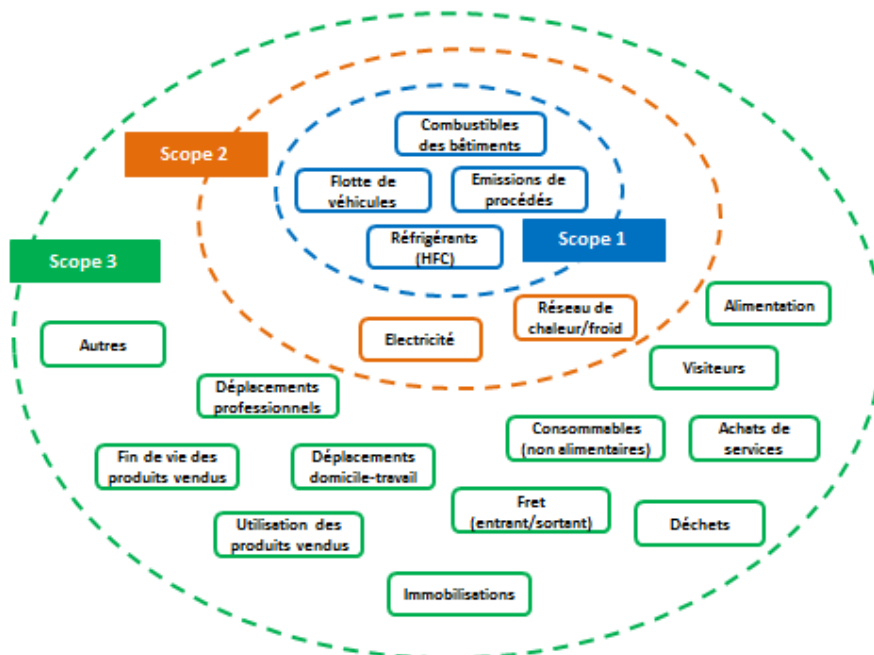 Combustibles
des bâtiments
Scope 2
Flotte de
véhicules
Emissions de
procédés
Réfrigérants
(HFC)
Scope 1
Scope 3
Réseau de
chaleur/froid
Alimentation
Electricité
Autres
Visiteurs
Déplacements
professionnels
Consommables
(non alimentaires)
Achats de
services
Fin de vie des
produits vendus
Déplacements
domicile-travail
Fret
(entrant/sortant)
Déchets
Utilisation des
produits vendus
Immobilisations